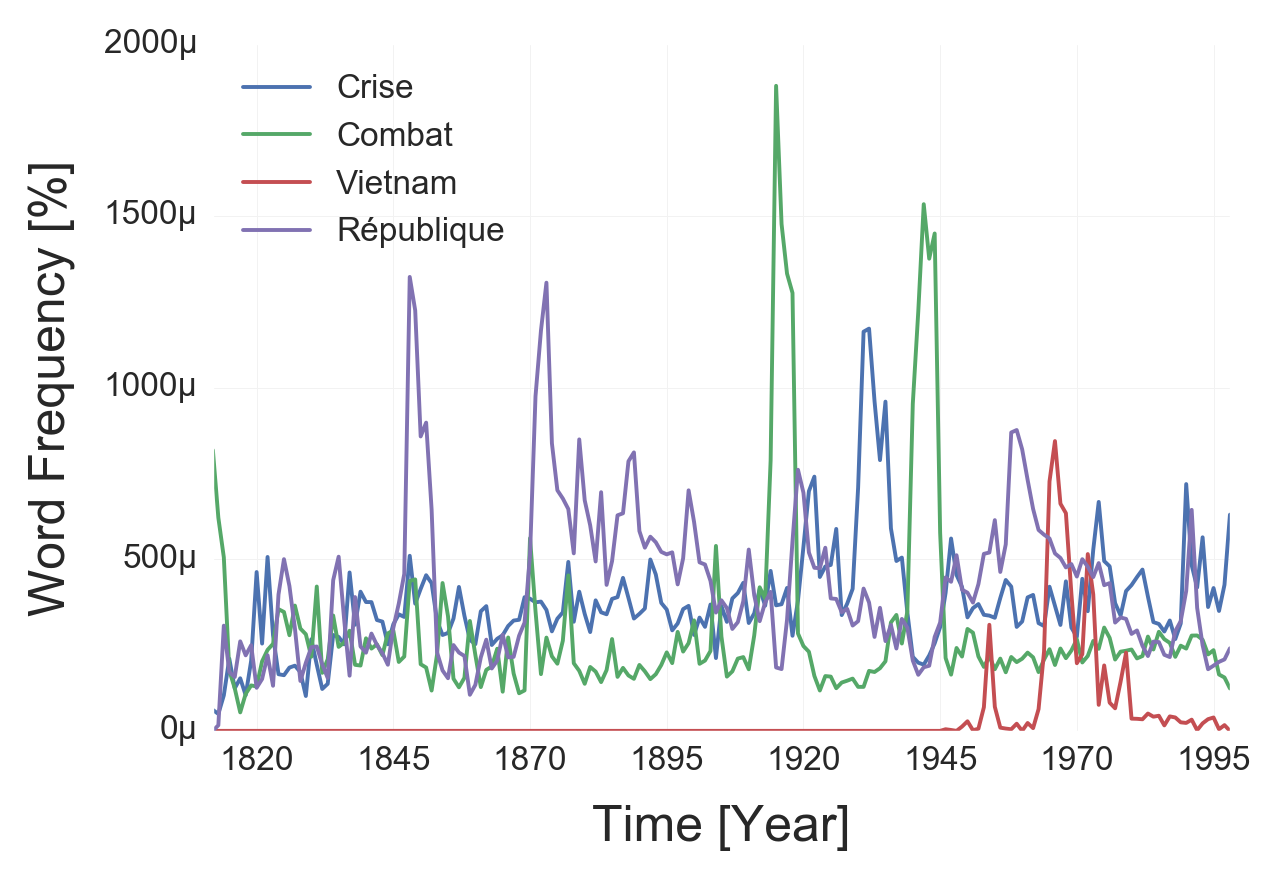 2000μ
1500μ
1000μ
500μ
0μ
Word Frequency [%]
Crise
Combat
Vietnam
République
1820 1845 1870 1895 1920 1945 1970 1995
Time [Year]